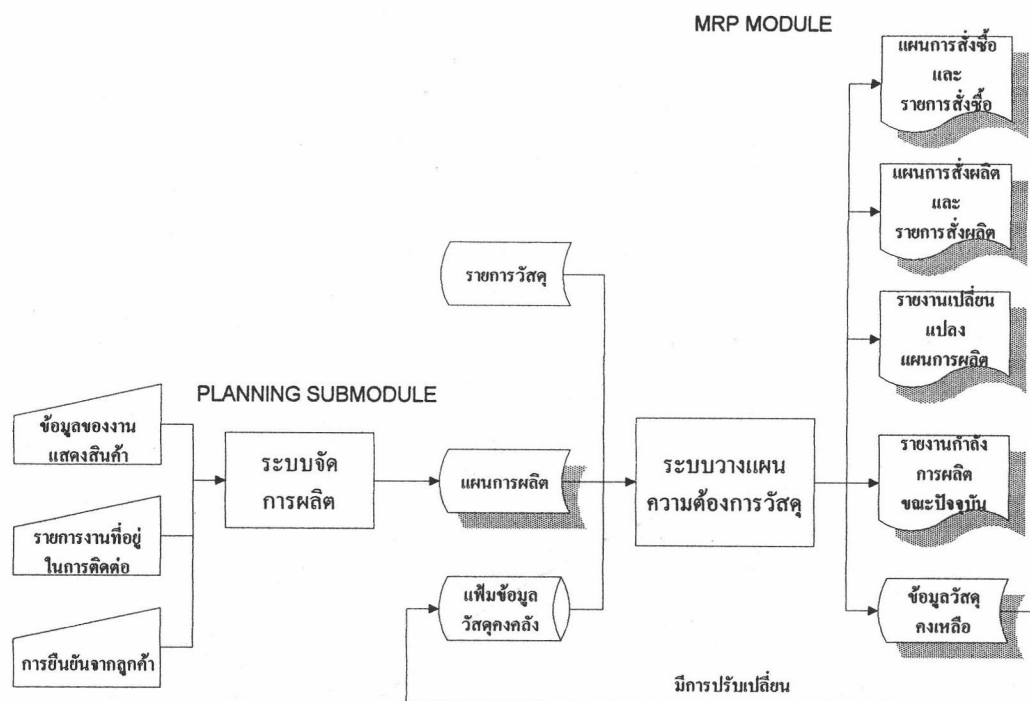 MRP MODULE
แผนการสั่งซื้อ
และ
รายการสั่งซื้อ
แผนการสั่งผลิต
และ
รายการสั่งผลิต
รายการวัสดุ
รายงานเปลี่ยน
แปลง
แผนการผลิต
PLANNING SUBMODULE
ข้อมูลของงาน
แสดงสินค้า
ระบบจัด
การผลิต
แผนการผลิต
ระบบวางแผน
ความต้องการวัสดุ
รายงานกำลัง
การผลิต
ขณะปัจจุบัน
รายการงานที่อยู่
ในการติดต่อ
แฟ้มข้อมูล
วัสดุคงคลัง
ข้อมูลวัสดุ
คงเหลือ
การยืนยันจากลูกค้า
มีการปรับเปลี่ยน